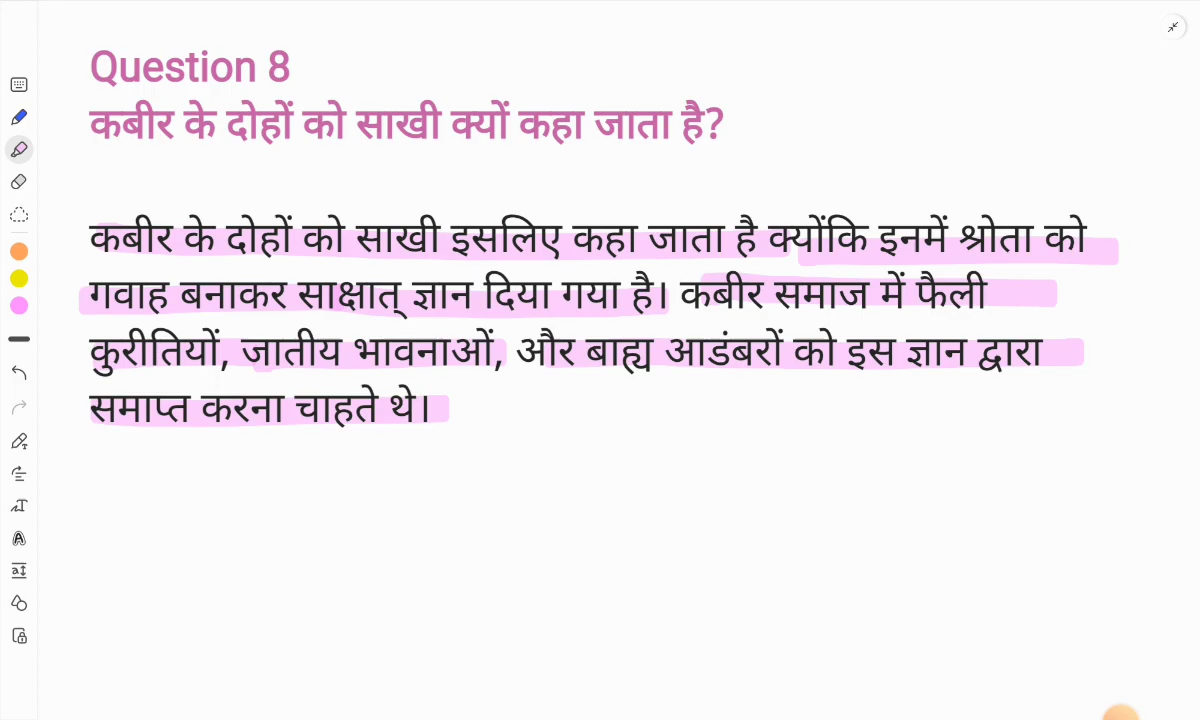 Question 8
कबीर के दोहों को साखी क्यों कहा जाता है?
कबीर के दोहों को साखी इसलिए कहा जाता है क्योंकि इनमें श्रोता को
गवाह बनाकर साक्षात् ज्ञान दिया गया है। कबीर समाज में फैली
कुरीतियों, जातीय भावनाओं, और बाह्य आडंबरों को इस ज्ञान द्वारा
समाप्त करना चाहते थे।